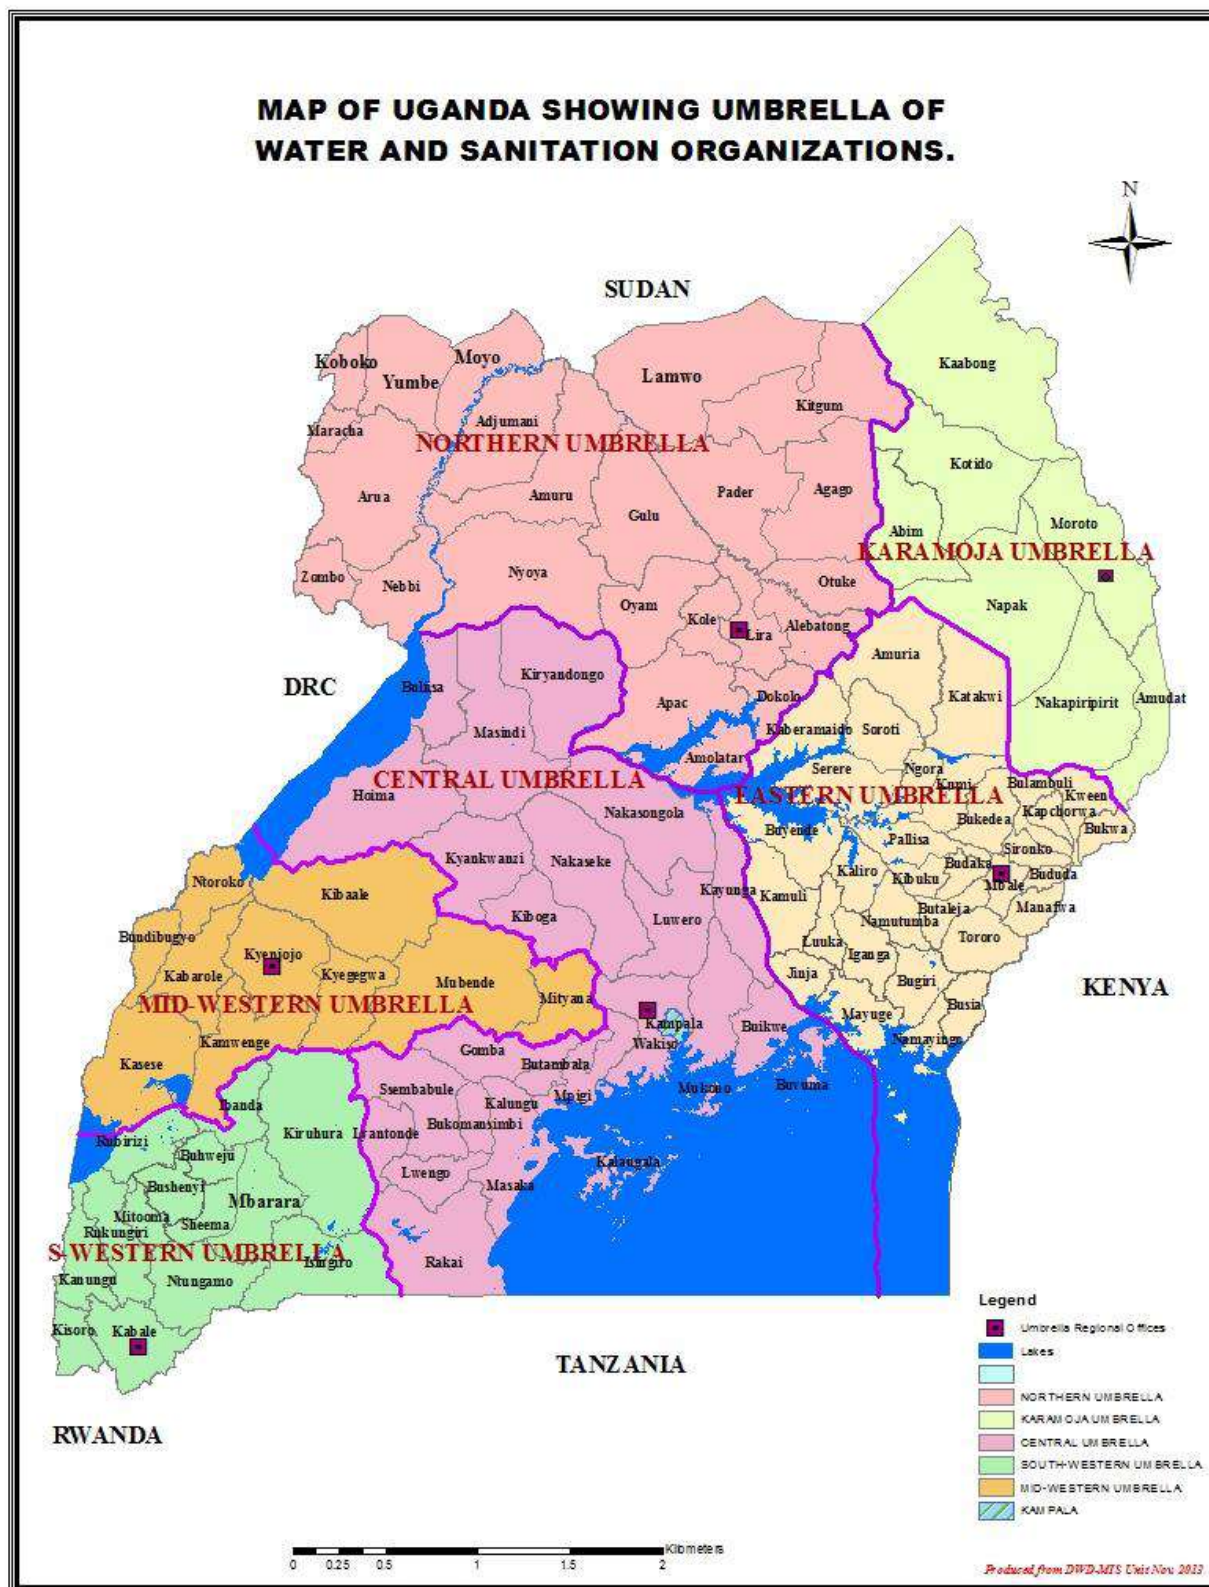 MAP OF UGANDA SHOWING UMBRELLA OF
WATER AND SANITATION ORGANIZATIONS.
N
SUDAN
Kaabong
Koboko
Moyo
Yumbe
Lamwo
Kitgum
Maracha
Adjumani
NORTHERN UMBRELLA
Kotido
Arua
Amuru
Pader
Agago
Gulu
Abim
Moroto
KARAMOJA UMBRELLA
Zombo
Nebbi
Nyoya
Otuke
Oyam
Kole
Napak
Lira
Alebatong
Amuria
DRC
Buliisa
Kiryandongo
Katakwi
Apac
Dokolo
Nakapiripirit
Amudat
Masindi
Kaberamaido
Soroti
Amolatar
Serere
Ngora
CENTRAL UMBRELLA
Kumi
Bulambuli
Hoima
EASTERN UMBRELLA
Kween
Nakasongola
Kapchorwa
Bukedea
Buyende
Bukwa
Pallisa
Kyankwanzi
Nakaseke
Sironko
Budaka
Ntoroko
Kaliro
Kibuku
Mbale
Bududa
Kibaale
Kayunga
Kamuli
Butaleja
Manafwa
Kiboga
Luwero
Namutumba
Bundibugyo
Kyenjojo
Luuka
Tororo
Kabarole
Kyegegwa
Iganga
Jinja
Mubende
Bugiri
KENYA
Mityana
MID-WESTERN UMBRELLA
Busia
Mayuge
Kampala
Buikwe
Kamwenge
Wakiso
Namayingo
Gomba
Kasese
Butambala
Ssembabule
Mukono
Buvuma
Mpigi
Ibanda
Kalungu
Kiruhura
Bukomansimbi
Lyantonde
Rubirizi
Buhweju
Kalangala
Lwengo
Bushenyi
Masaka
Mbarara
Mitooma
Sheema
Rukungiri
S-WESTERN UMBRELLA
Isingiro
Rakai
Kanungu
Ntungamo
Kisoro
Kabale
TANZANIA
RWANDA
Legend
Umbrella Regional Offices
Lakes
NORTHERN UMBRELLA
KARAMOJA UMBRELLA
CENTRAL UMBRELLA
SOUTH-WESTERN UMBRELLA
MID-WESTERN UMBRELLA
KAMPALA
Kilometers
0 0.25 0.5 1 1.5 2
Produced from DWD-MIS Unit Nov. 2013